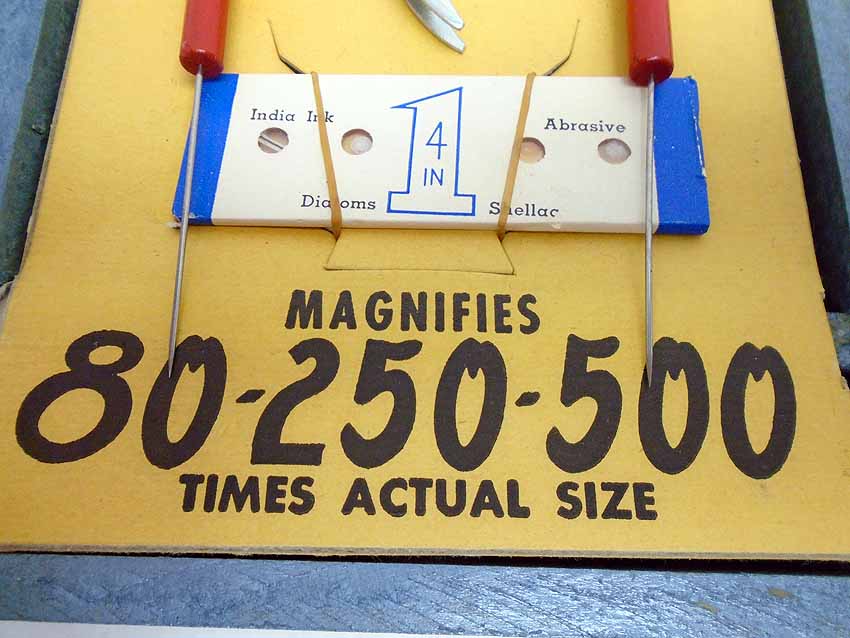 India Ink
Abrasive
4
IN
1
Diatoms
Shellac
MAGNIFIES
80-250-500
TIMES ACTUAL SIZE